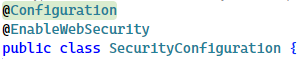 @Configuration
@EnableWebSecurity
public class SecurityConfiguration {